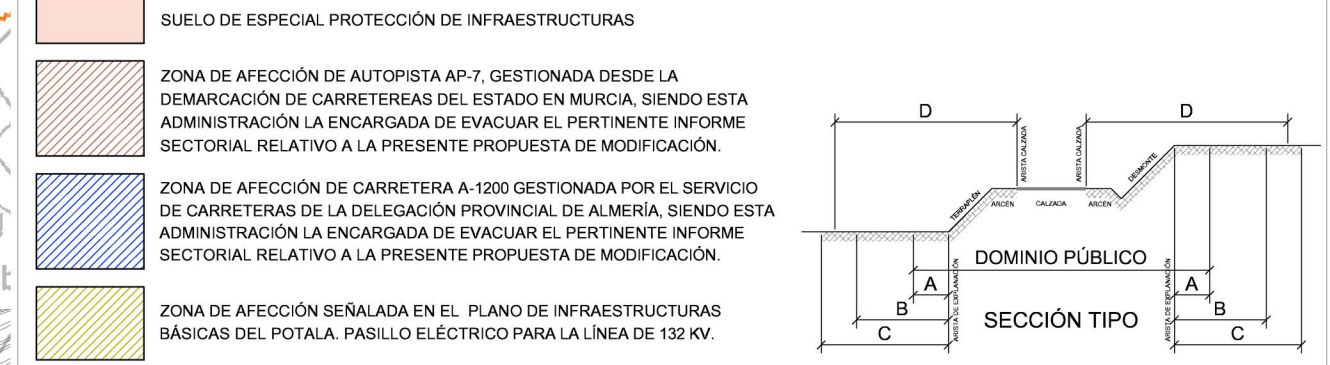 SUELO DE ESPECIAL PROTECCIÓN DE INFRAESTRUCTURAS
ZONA DE AFECCIÓN DE AUTOPISTA AP-7, GESTIONADA DESDE LA
DEMARCACIÓN DE CARRETEREAS DEL ESTADO EN MURCIA, SIENDO ESTA
ADMINISTRACIÓN LA ENCARGADA DE EVACUAR EL PERTINENTE INFORME
SECTORIAL RELATIVO A LA PRESENTE PROPUESTA DE MODIFICACIÓN.
ZONA DE AFECCIÓN DE CARRETERA A-1200 GESTIONADA POR EL SERVICIO
DE CARRETERAS DE LA DELEGACIÓN PROVINCIAL DE ALMERÍA, SIENDO ESTA
ADMINISTRACIÓN LA ENCARGADA DE EVACUAR EL PERTINENTE INFORME
SECTORIAL RELATIVO A LA PRESENTE PROPUESTA DE MODIFICACIÓN.
ZONA DE AFECCIÓN SEÑALADA EN EL PLANO DE INFRAESTRUCTURAS
BÁSICAS DEL POTALA. PASILLO ELÉCTRICO PARA LA LÍNEA DE 132 KV.
D
D
ARISTA CALZADA
ARISTA CALZADA
TERRAPLÉN
DESMONTE
ARCÉN
CALZADA
ARCÉN
DOMINIO PÚBLICO
A
A
B
B
C
C
ARISTA DE EXPLANACIÓN
ARISTA DE EXPLANACIÓN
SECCIÓN TIPO